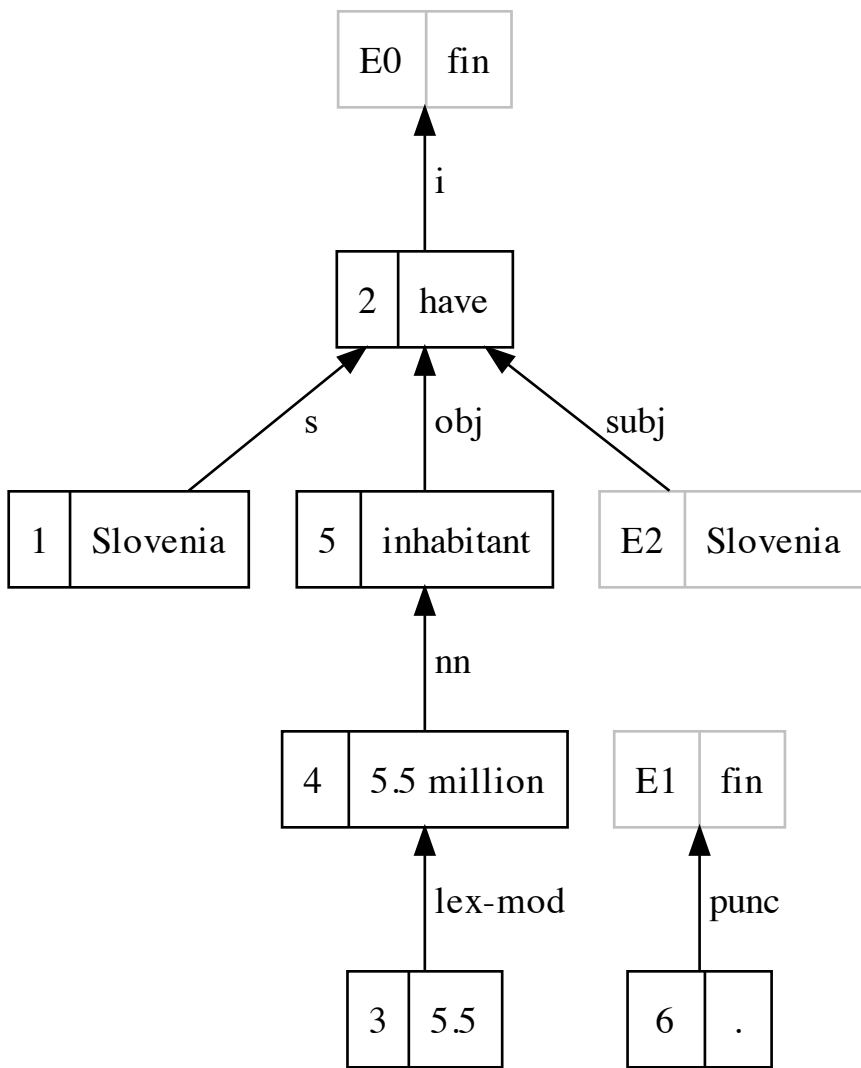 E0 fin
i
2 have
s obj subj
1 Slovenia 5 inhabitant E2 Slovenia
nn
4 5.5 million E1 fin
lex-mod punc
3 5.5 6 .